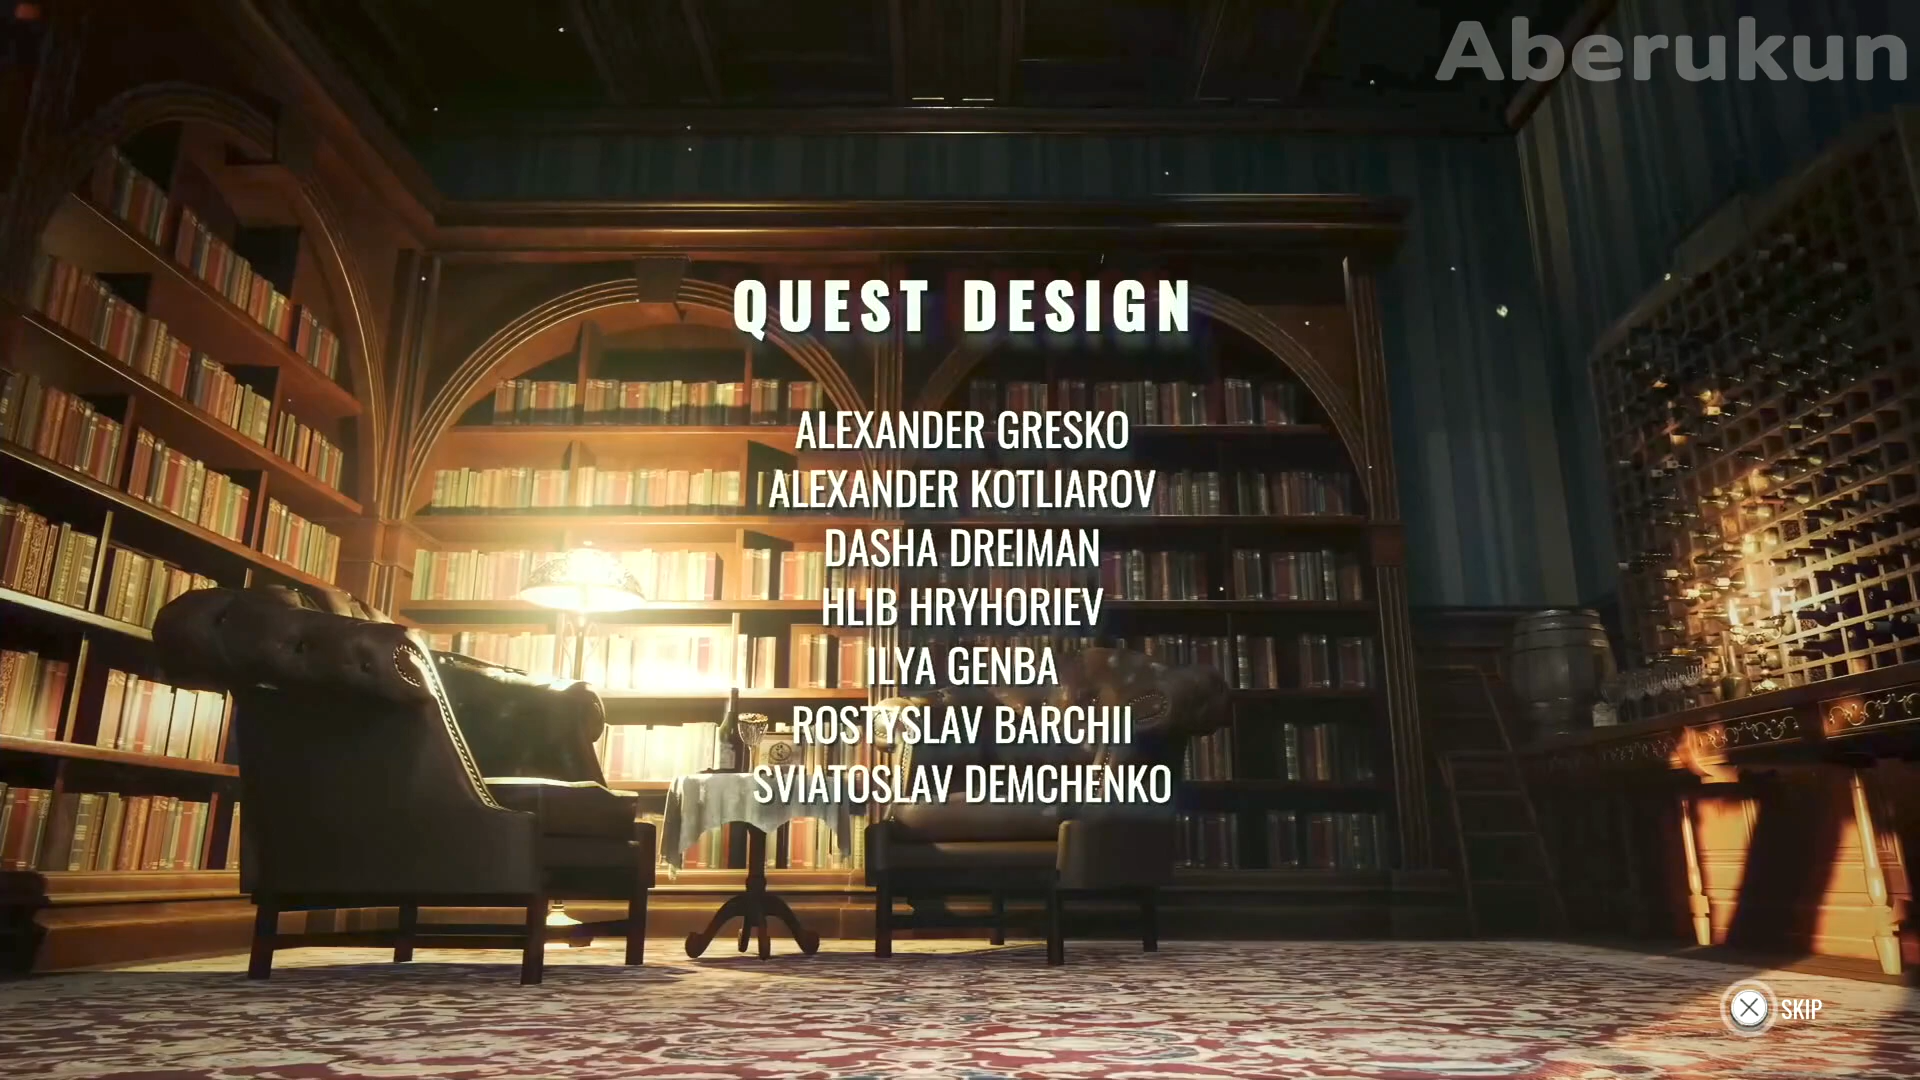 Aberukun
QUEST DESIGN
ALEXANDER GRESKO
ALEXANDER KOTLIAROV
DASHA DREIMAN
HLIB HRYHORIEV
ILYA GENBA
ROSTYSLAV BARCHII
SVIATOSLAV DEMCHENKO
SKIP